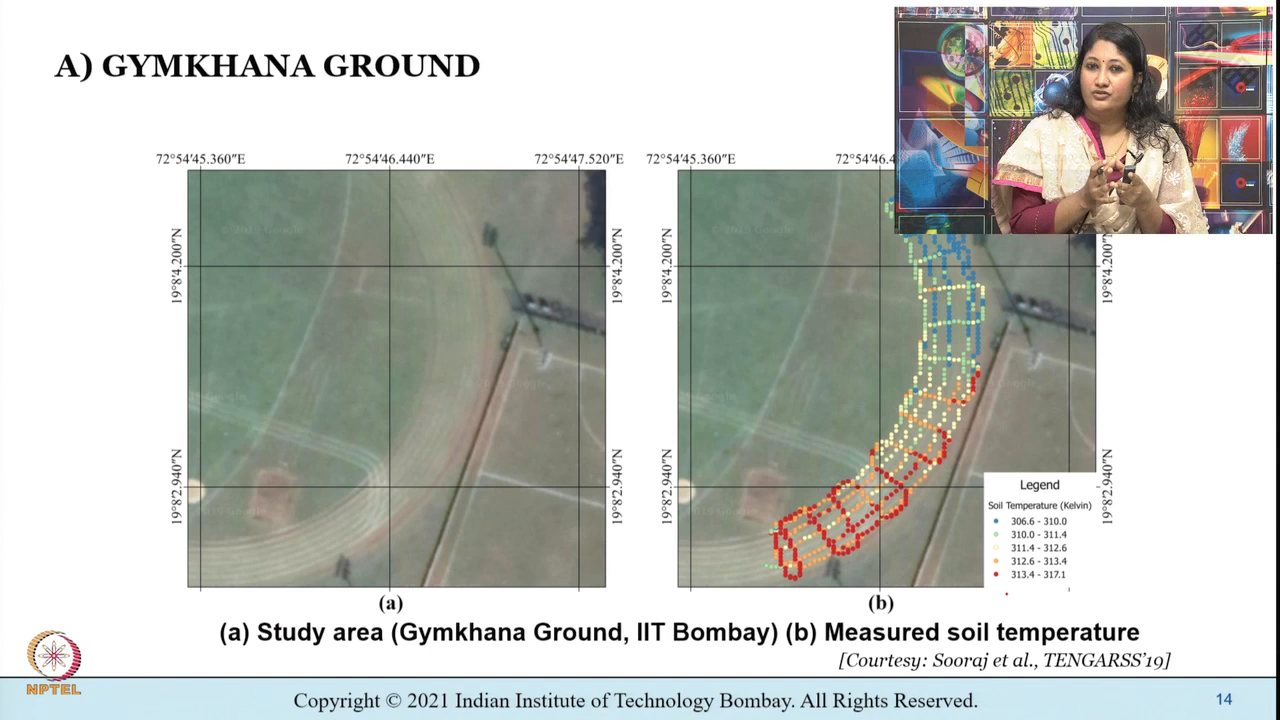 A) GYMKHANA GROUND
72°54'45.360"E 72°54'46.440"E 72°54'47.520"E 72°54'45.360"E 72°54'46.4
19°8'4.200"N 19°8'4.200"N 19°8'4.200"N 19°8'4.200"N
19°8'2.940"N 19°8'2.940"N 19°8'2.940"N 19°8'2.940"N
Legend
Soil Temperature (Kelvin)
306.6 - 310.0
310.0 - 311.4
311.4 - 312.6
312.6 - 313.4
313.4 - 317.1
(a) (b)
(a) Study area (Gymkhana Ground, IIT Bombay) (b) Measured soil temperature
[Courtesy: Sooraj et al., TENGARSS'19]
NPTEL
Copyright © 2021 Indian Institute of Technology Bombay. All Rights Reserved.
14